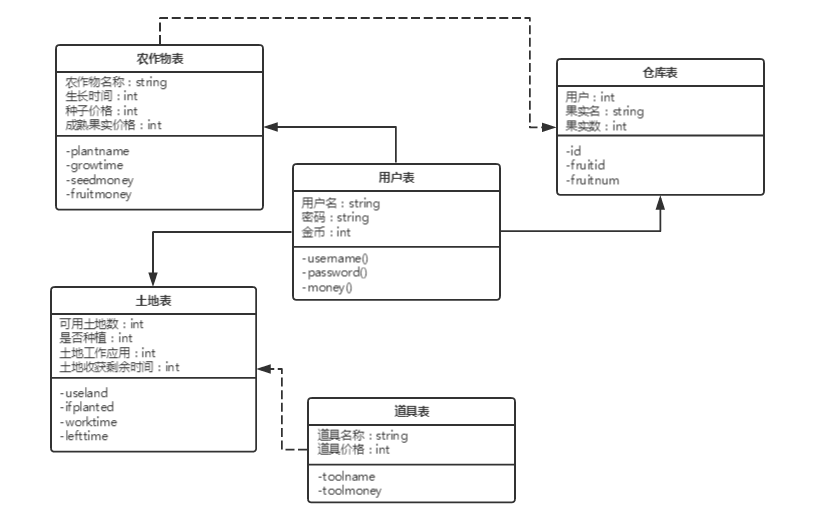 农作物表
农作物名称：string
生长时间：int
种子价格：int
成熟果实价格：int
-plantname
-growtime
-seedmoney
-fruitmoney
仓库表
用户：int
果实名：string
果实数：int
-id
-fruitid
-fruitnum
用户表
用户名：string
密码：string
金币：int
-username()
-password()
-money()
土地表
可用土地数：int
是否种植：int
土地工作应用：int
土地收获剩余时间：int
-useland
-ifplanted
-worktime
-lefttime
道具表
道具名称：string
道具价格：int
-toolname
-toolmoney